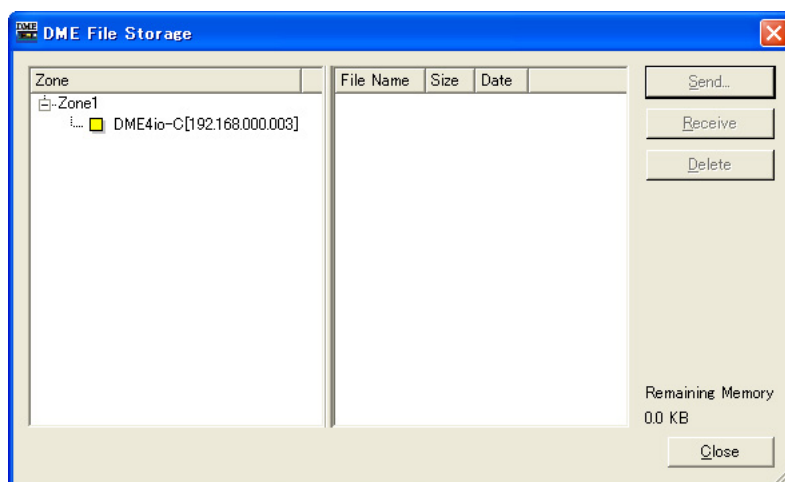 DME File Storage
Zone
Zone1
DME4io-C[192.168.000.003]
File Name Size Date
Send...
Receive
Delete
Remaining Memory
0.0 KB
Close